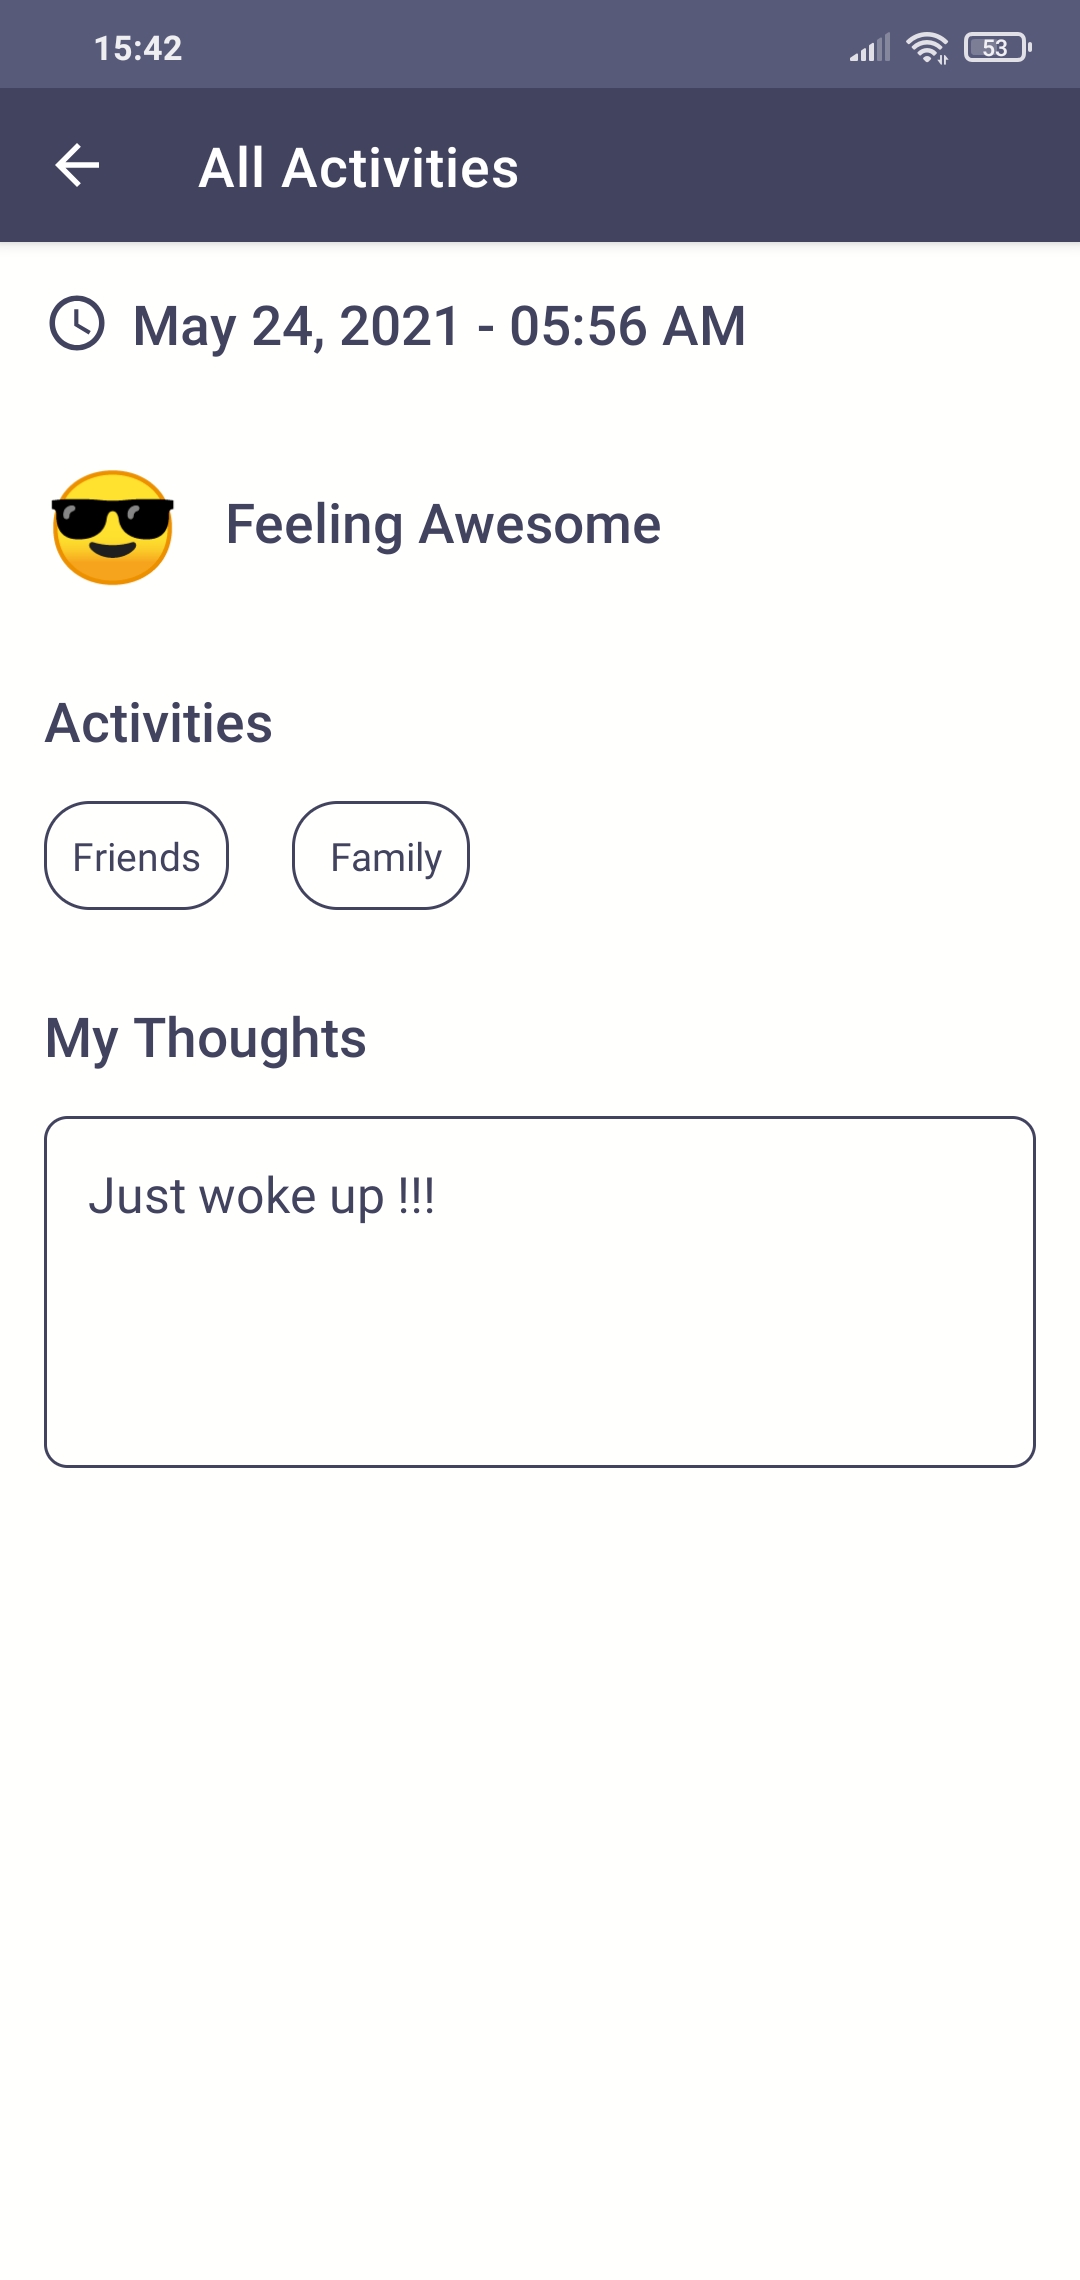 15:42
53
All Activities
May 24, 2021 - 05:56 AM
Feeling Awesome
Activities
Friends Family
My Thoughts
Just woke up !!!